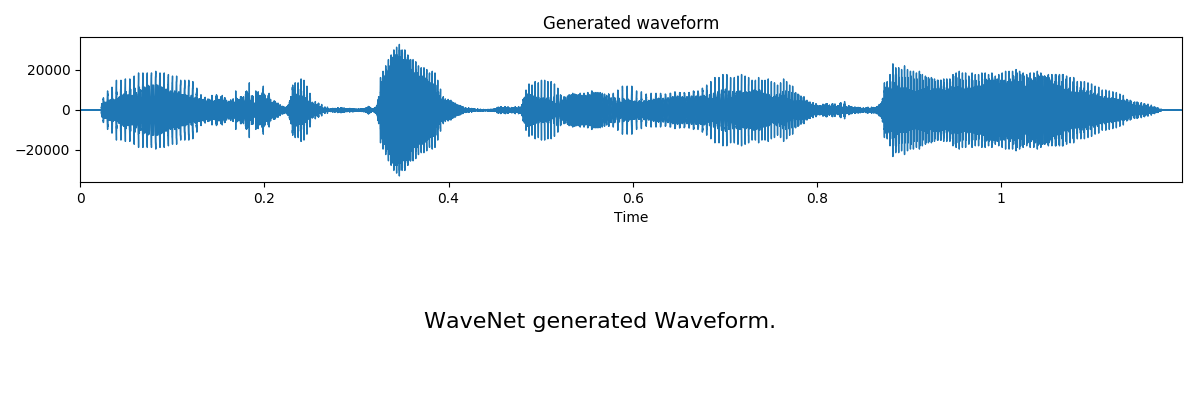 Generated waveform
20000
0
−20000
0 0.2 0.4 0.6 0.8 1
Time
WaveNet generated Waveform.